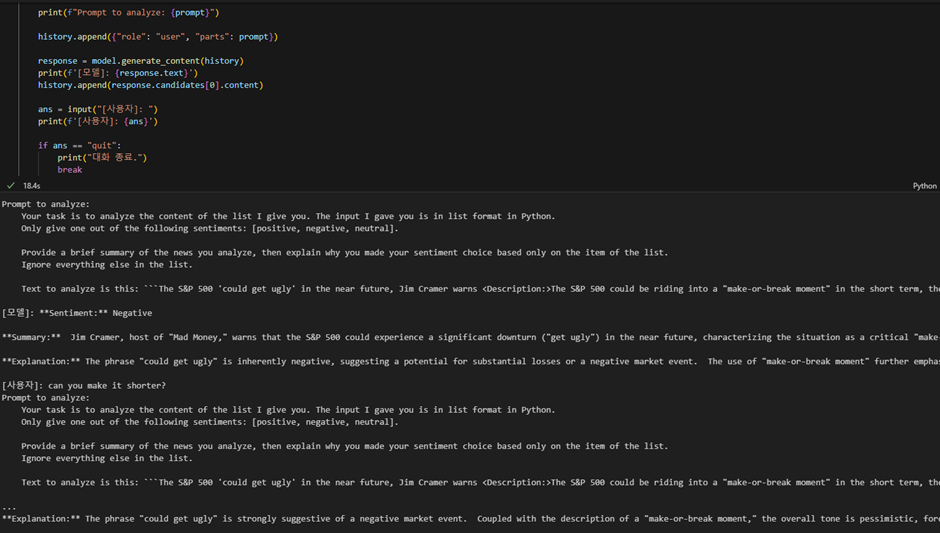 print(f"Prompt to analyze: {prompt}")
history.append({"role": "user", "parts": prompt})
response = model.generate_content(history)
print(f'[모델]: {response.text}')
history.append(response.candidates[0].content)
ans = input("[사용자]: ")
print(f'[사용자]: {ans}')
if ans == "quit":
print("대화 종료.")
break
18.4s
Python
Prompt to analyze:
Your task is to analyze the content of the list I give you. The input I gave you is in list format in Python.
Only give one out of the following sentiments: [positive, negative, neutral].
Provide a brief summary of the news you analyze, then explain why you made your sentiment choice based only on the item of the list.
Ignore everything else in the list.
Text to analyze is this: ```The S&P 500 'could get ugly' in the near future, Jim Cramer warns <Description:>The S&P 500 could be riding into a "make-or-break moment" in the short term, the
[모델]: **Sentiment:** Negative
**Summary:**  Jim Cramer, host of "Mad Money," warns that the S&P 500 could experience a significant downturn ("get ugly") in the near future, characterizing the situation as a critical "make-
**Explanation:** The phrase "could get ugly" is inherently negative, suggesting a potential for substantial losses or a negative market event.  The use of "make-or-break moment" further emphas
[사용자]: can you make it shorter?
Prompt to analyze:
Your task is to analyze the content of the list I give you. The input I gave you is in list format in Python.
Only give one out of the following sentiments: [positive, negative, neutral].
Provide a brief summary of the news you analyze, then explain why you made your sentiment choice based only on the item of the list.
Ignore everything else in the list.
Text to analyze is this: ```The S&P 500 'could get ugly' in the near future, Jim Cramer warns <Description:>The S&P 500 could be riding into a "make-or-break moment" in the short term, the
...
**Explanation:** The phrase "could get ugly" is strongly suggestive of a negative market event.  Coupled with the description of a "make-or-break moment," the overall tone is pessimistic, fore